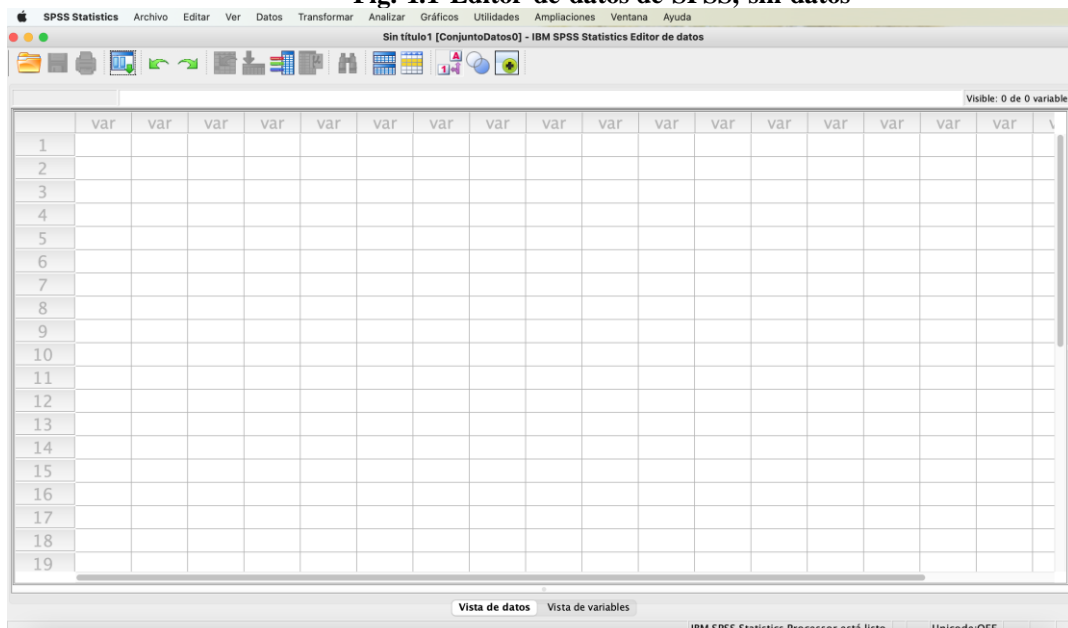 Fig. 1.1 Editor de datos de SPSS, sin datos
SPSS Statistics Archivo Editar Ver Datos Transformar Analizar Gráficos Utilidades Ampliaciones Ventana Ayuda
Sin título1 [ConjuntoDatos0] - IBM SPSS Statistics Editor de datos
Visible: 0 de 0 variable
var var var var var var var var var var var var var var var var var
1
2
3
4
5
6
7
8
9
10
11
12
13
14
15
16
17
18
19
Vista de datos Vista de variables
IBM SPSS Statistics Processor está listo Unicode:OFF